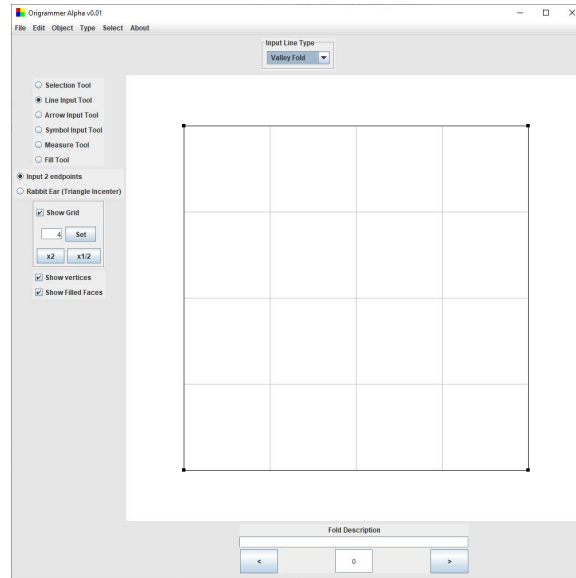 Origrammer Alpha v0.01
File Edit Object Type Select About
Input Line Type
Valley Fold
Selection Tool
Line Input Tool
Arrow Input Tool
Symbol Input Tool
Measure Tool
Fill Tool
Input 2 endpoints
Rabbit Ear (Triangle Incenter)
Show Grid
4 Set
x2 x1/2
Show vertices
Show Filled Faces
Fold Description
< 0 >